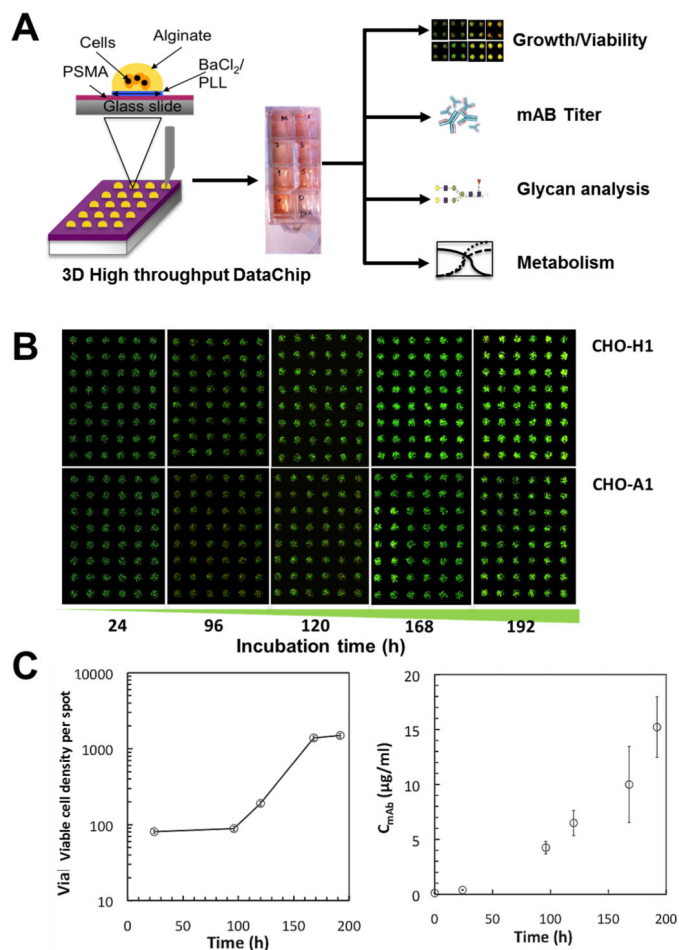 A
Cells
Alginate
PSMA
BaCl2/
PLL
Glass slide
3D High throughput DataChip
Growth/Viability
mAB Titer
Glycan analysis
Metabolism
B
CHO-H1
CHO-A1
24 96 120 168 192
Incubation time (h)
C
10000
1000
100
10
0 50 100 150 200
Time (h)
Via Viable cell density per spot
20
15
10
5
0
0 50 100 150 200
Time (h)
CmAb (µg/ml)